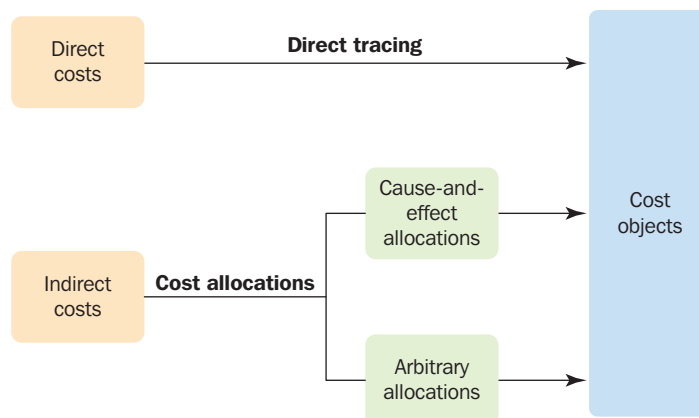 Direct
costs
Direct tracing
Cause-and-
effect
allocations
Cost
objects
Indirect
costs
Cost allocations
Arbitrary
allocations